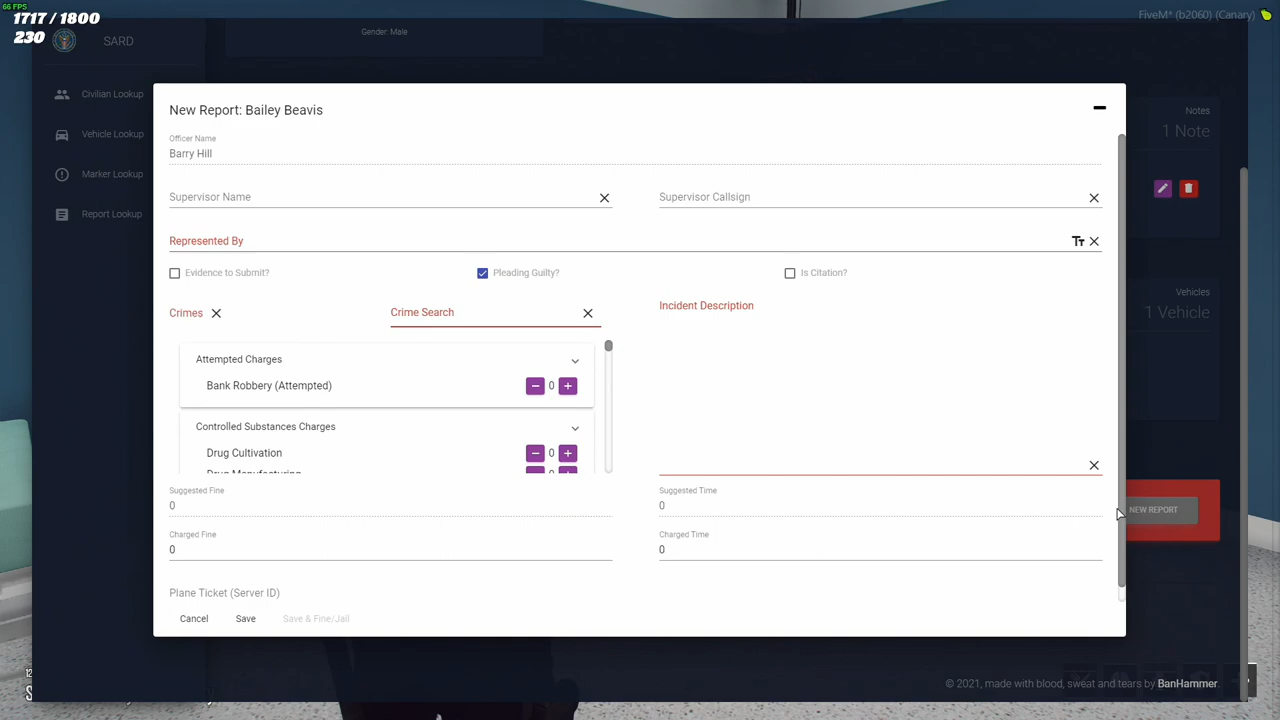 66 FPS
1717 / 1800
230
FiveM* (b2060) (Canary)
SARD
Gender: Male
Civilian Lookup
Vehicle Lookup
Marker Lookup
Report Lookup
Notes
1 Note
Vehicles
1 Vehicle
NEW REPORT
New Report: Bailey Beavis
Officer Name
Barry Hill
Supervisor Name
Supervisor Callsign
Represented By
Evidence to Submit?
Pleading Guilty?
Is Citation?
Crimes
Crime Search
Incident Description
Attempted Charges
Bank Robbery (Attempted)
0
Controlled Substances Charges
Drug Cultivation
0
Drug Manufacturing
0
Suggested Fine
0
Suggested Time
0
Charged Fine
0
Charged Time
0
Plane Ticket (Server ID)
Cancel
Save
Save & Fine/Jail
© 2021, made with blood, sweat and tears by BanHammer.